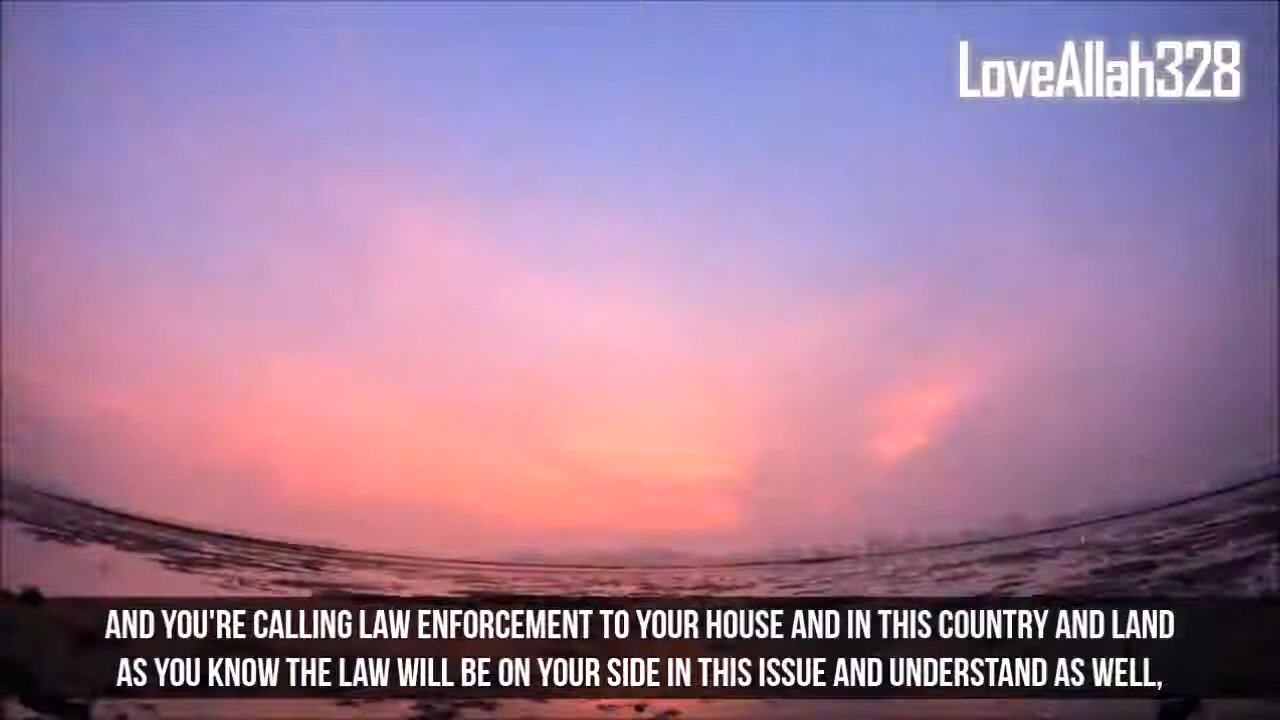 LoveAllah328
AND YOU'RE CALLING LAW ENFORCEMENT TO YOUR HOUSE AND IN THIS COUNTRY AND LAND
AS YOU KNOW THE LAW WILL BE ON YOUR SIDE IN THIS ISSUE AND UNDERSTAND AS WELL,